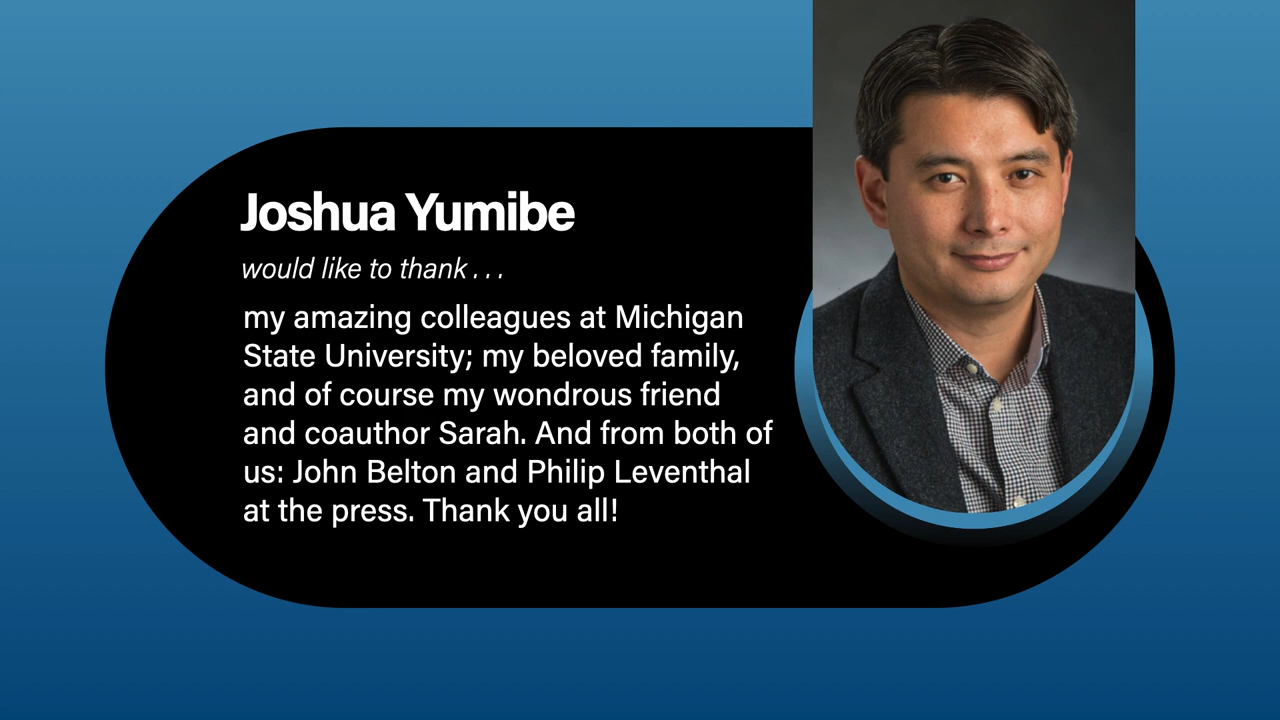 Joshua Yumibe
would like to thank . . .
my amazing colleagues at Michigan
State University; my beloved family,
and of course my wondrous friend
and coauthor Sarah. And from both of
us: John Belton and Philip Leventhal
at the press. Thank you all!